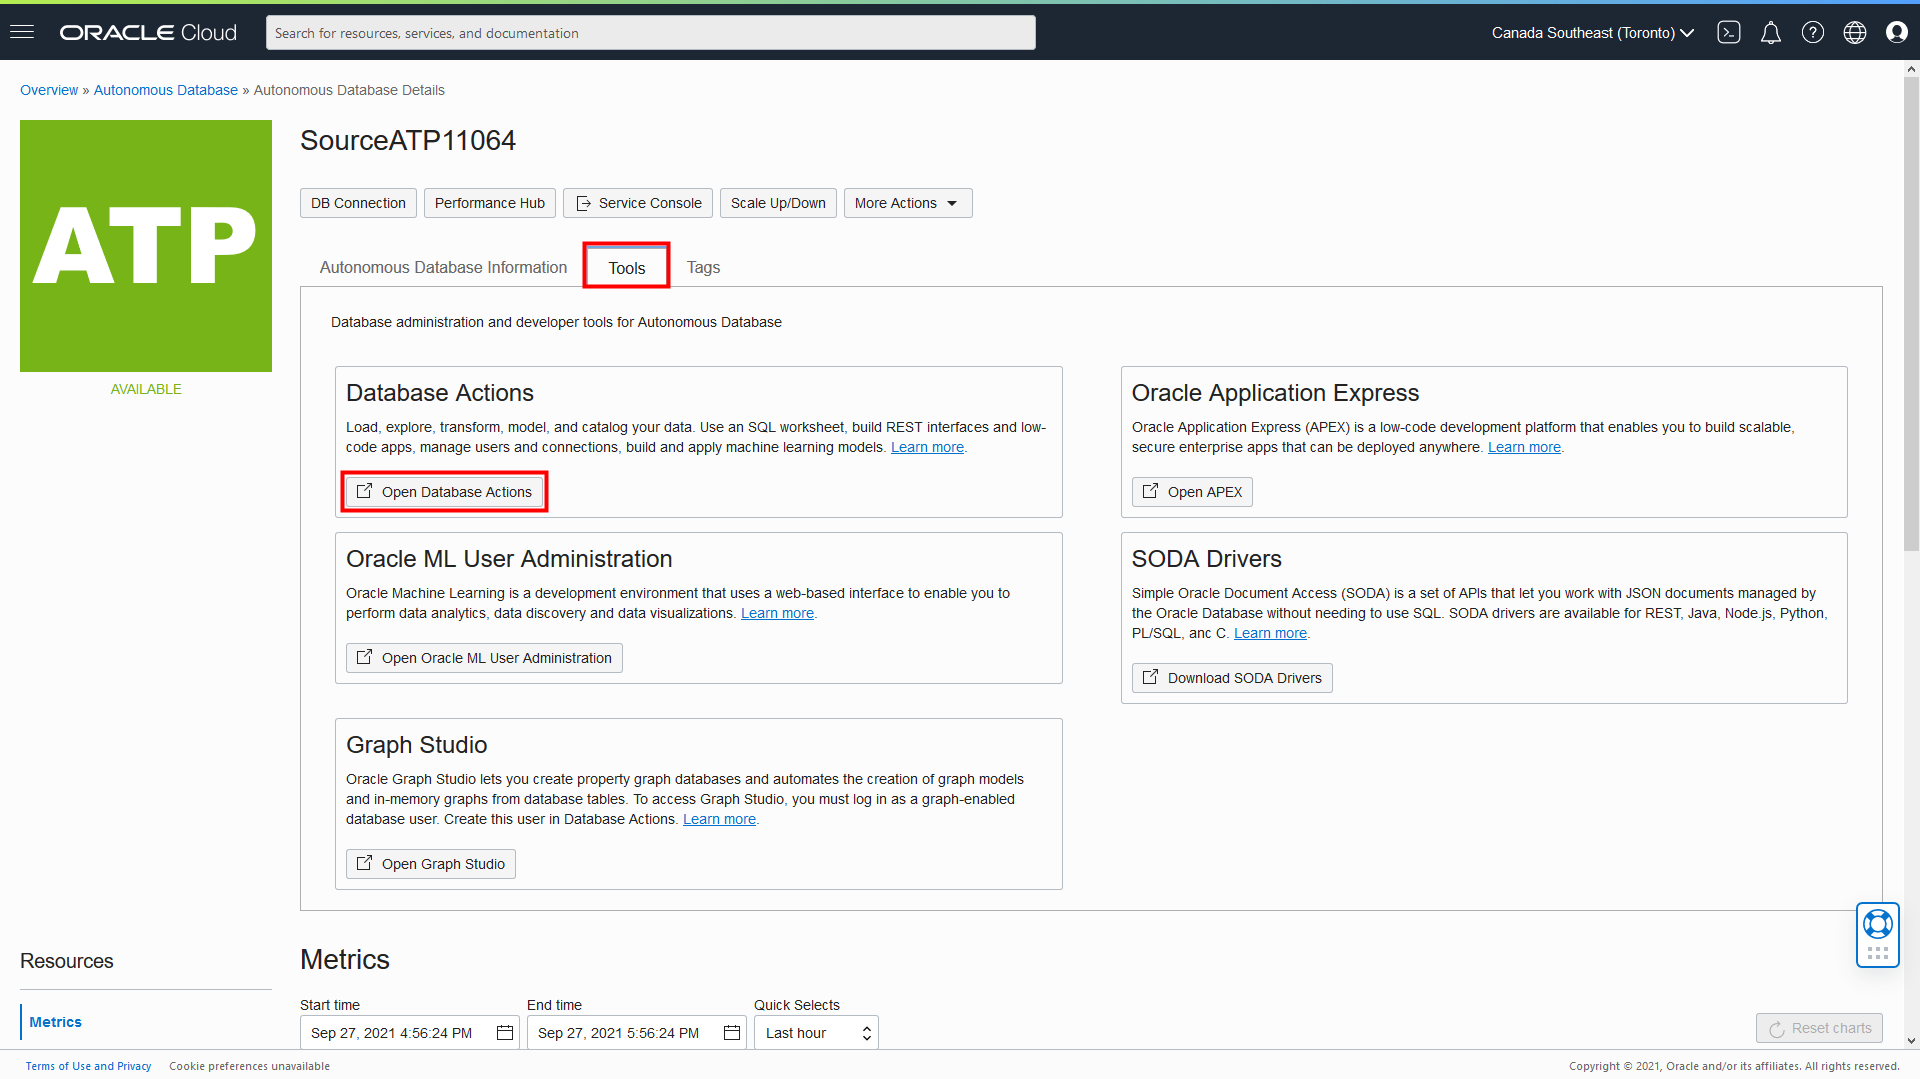 ORACLE Cloud
Search for resources, services, and documentation
Canada Southeast (Toronto)
Overview » Autonomous Database » Autonomous Database Details
ATP
AVAILABLE
SourceATP11064
DB Connection
Performance Hub
Service Console
Scale Up/Down
More Actions
Autonomous Database Information
Tools
Tags
Database administration and developer tools for Autonomous Database
Database Actions
Load, explore, transform, model, and catalog your data. Use an SQL worksheet, build REST interfaces and low-
code apps, manage users and connections, build and apply machine learning models. Learn more.
Open Database Actions
Oracle Application Express
Oracle Application Express (APEX) is a low-code development platform that enables you to build scalable,
secure enterprise apps that can be deployed anywhere. Learn more.
Open APEX
Oracle ML User Administration
Oracle Machine Learning is a development environment that uses a web-based interface to enable you to
perform data analytics, data discovery and data visualizations. Learn more.
Open Oracle ML User Administration
SODA Drivers
Simple Oracle Document Access (SODA) is a set of APIs that let you work with JSON documents managed by
the Oracle Database without needing to use SQL. SODA drivers are available for REST, Java, Node.js, Python,
PL/SQL, anc C. Learn more.
Download SODA Drivers
Graph Studio
Oracle Graph Studio lets you create property graph databases and automates the creation of graph models
and in-memory graphs from database tables. To access Graph Studio, you must log in as a graph-enabled
database user. Create this user in Database Actions. Learn more.
Open Graph Studio
Resources
Metrics
Metrics
Start time
End time
Quick Selects
Sep 27, 2021 4:56:24 PM
Sep 27, 2021 5:56:24 PM
Last hour
Reset charts
Terms of Use and Privacy
Cookie preferences unavailable
Copyright © 2021, Oracle and/or its affiliates. All rights reserved.